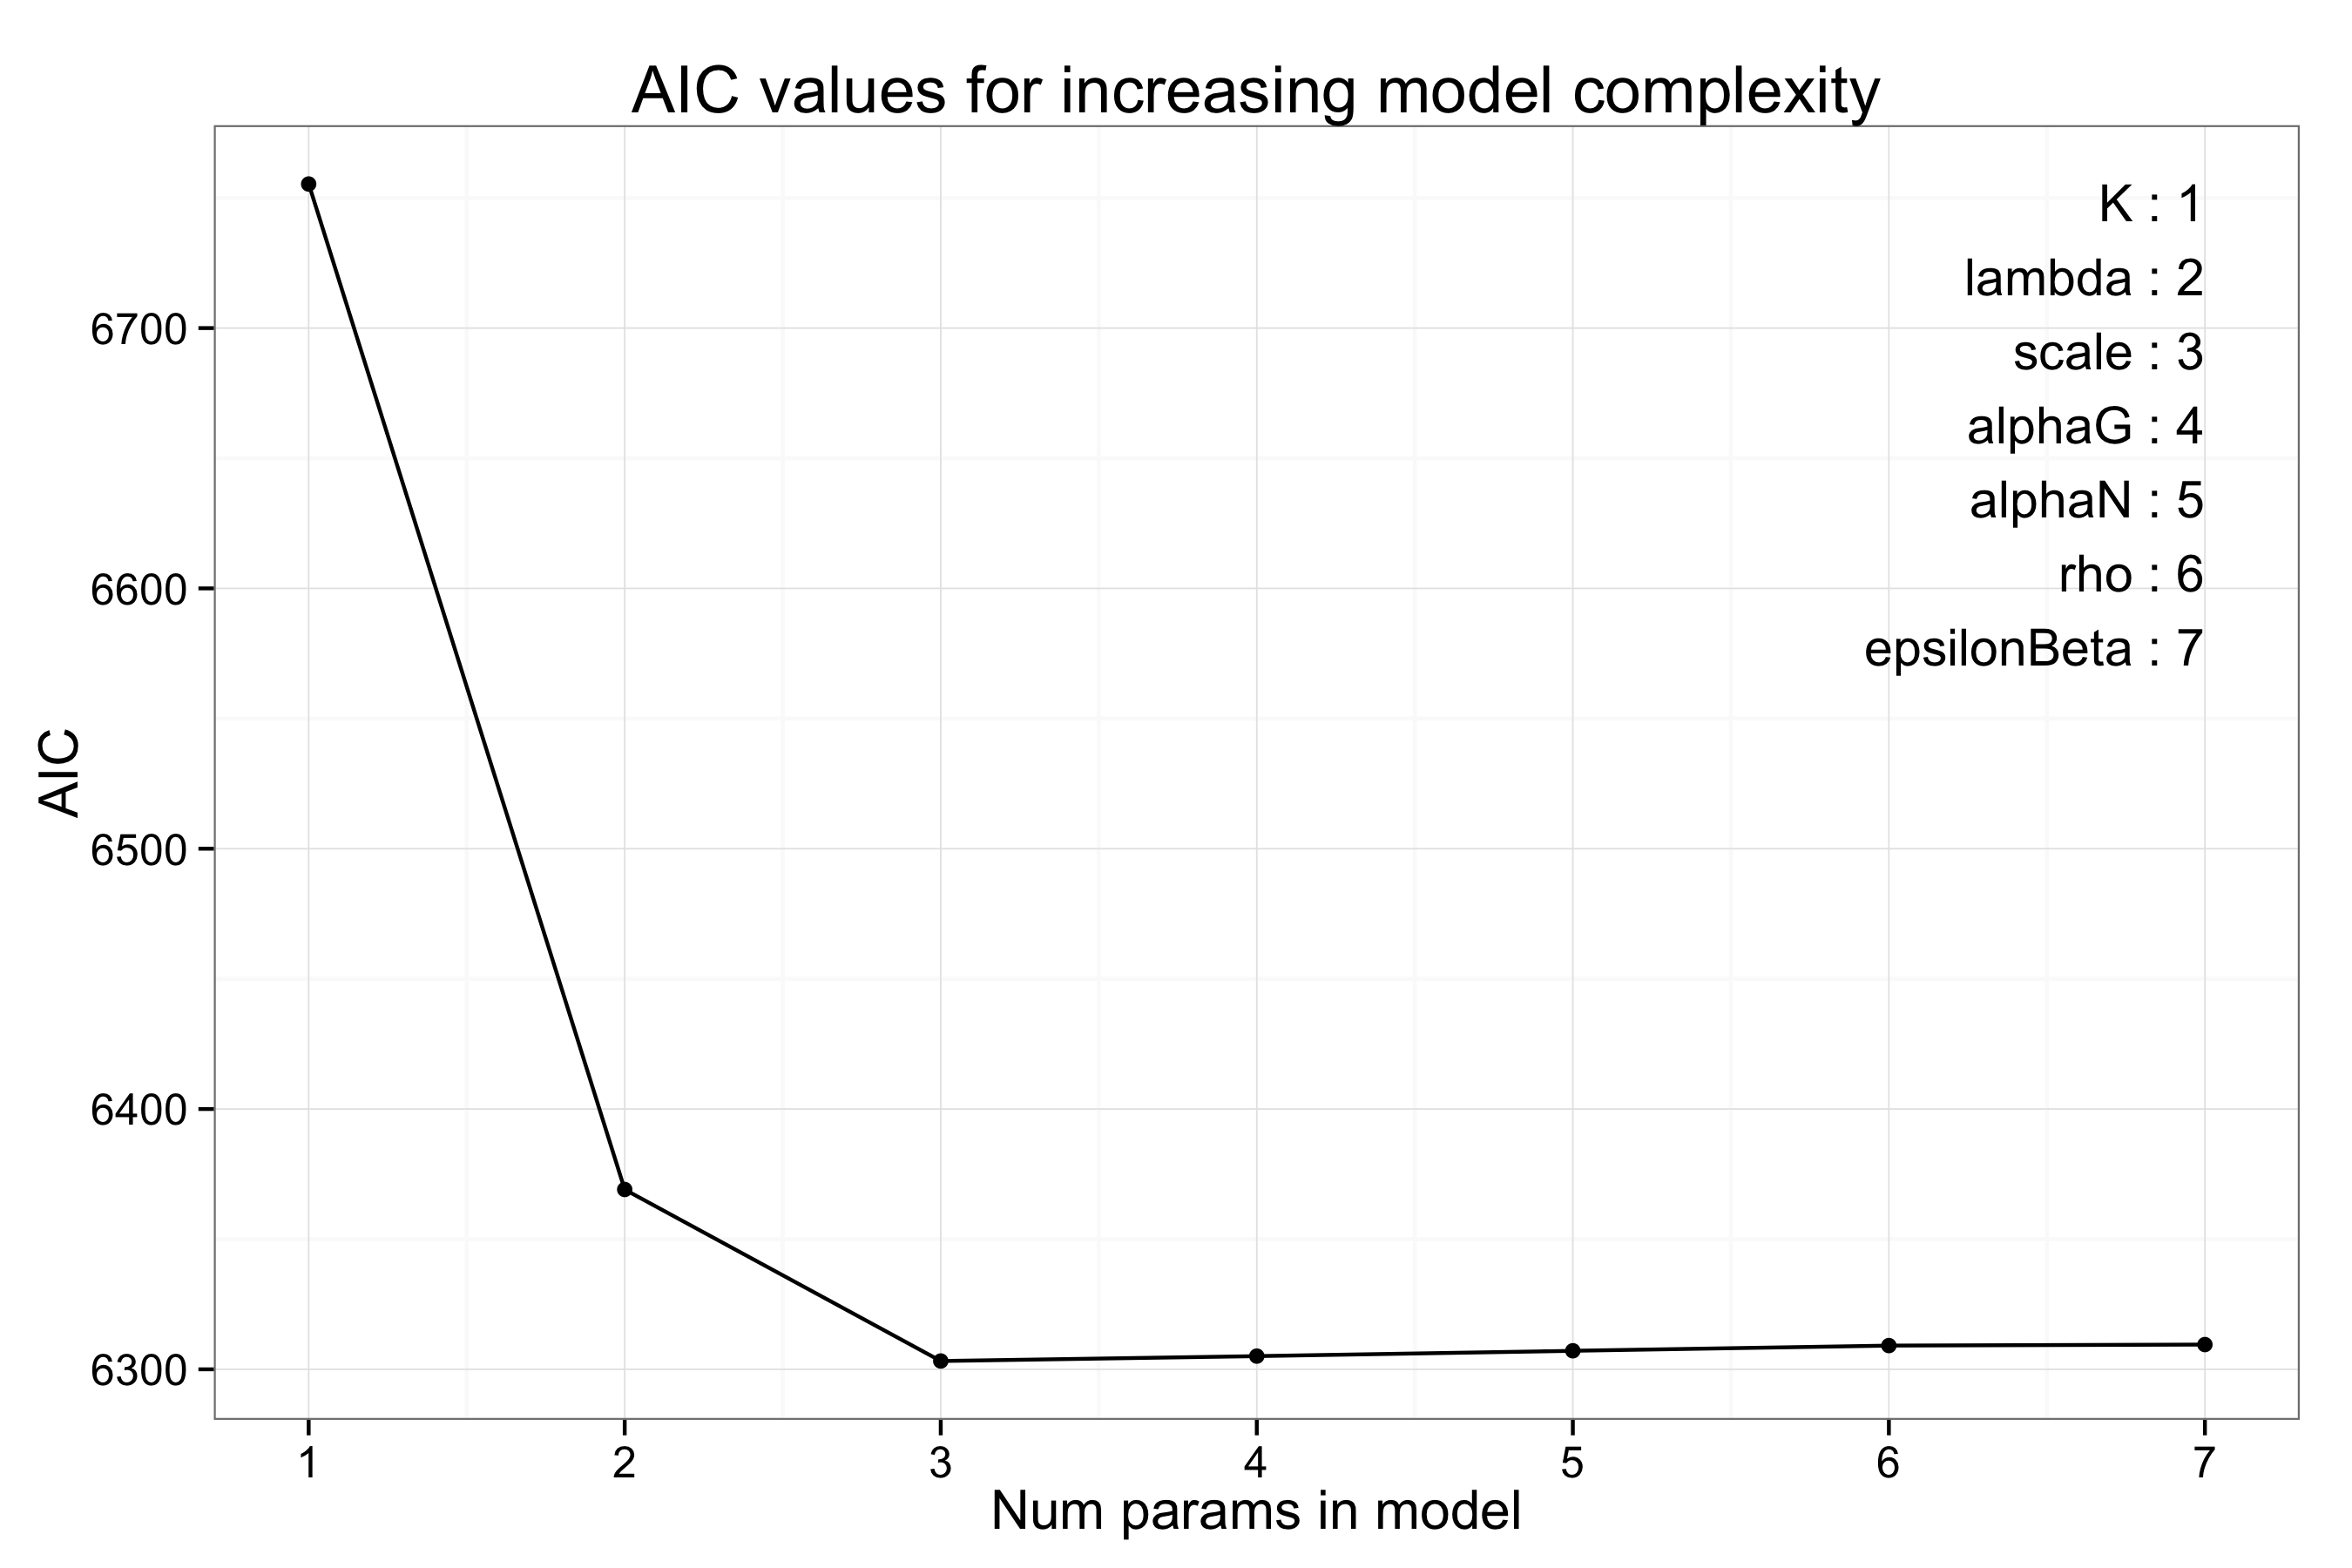 AIC values for increasing model complexity
K : 1
lambda : 2
scale : 3
alphaG : 4
alphaN : 5
rho : 6
epsilonBeta : 7
AIC
6700
6600
6500
6400
6300
1 2 3 4 5 6 7
Num params in model